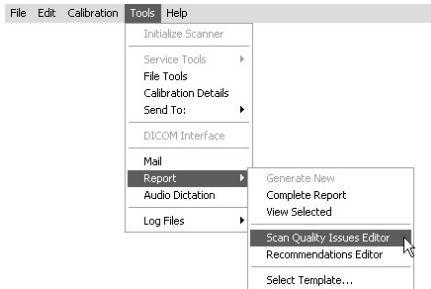 File Edit Calibration Tools Help
Initialize Scanner
Service Tools
File Tools
Calibration Details
Send To:
DICOM Interface
Mail
Report
Audio Dictation
Log Files
Generate New
Complete Report
View Selected
Scan Quality Issues Editor
Recommendations Editor
Select Template...